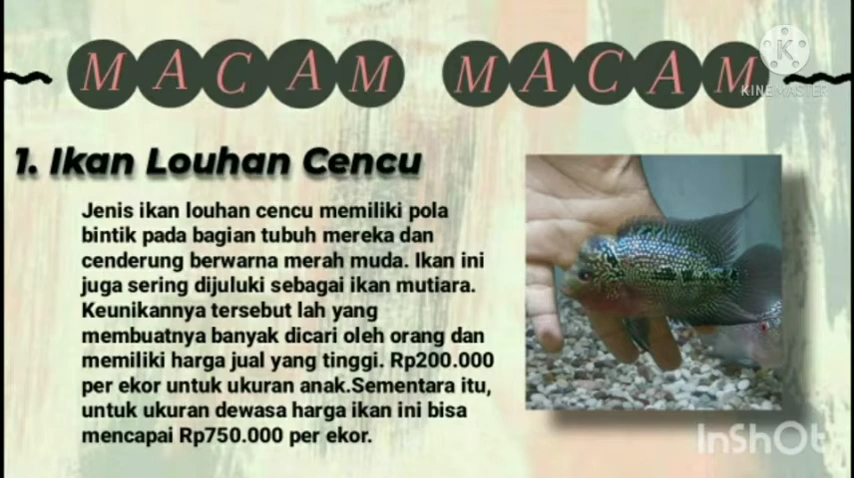 MACAM MACAM
KINEMASTER
1. Ikan Louhan Cencu
Jenis ikan louhan cencu memiliki pola
bintik pada bagian tubuh mereka dan
cenderung berwarna merah muda. Ikan ini
juga sering dijuluki sebagai ikan mutiara.
Keunikannya tersebut lah yang
membuatnya banyak dicari oleh orang dan
memiliki harga jual yang tinggi. Rp200.000
per ekor untuk ukuran anak.Sementara itu,
untuk ukuran dewasa harga ikan ini bisa
mencapai Rp750.000 per ekor.
InShOt